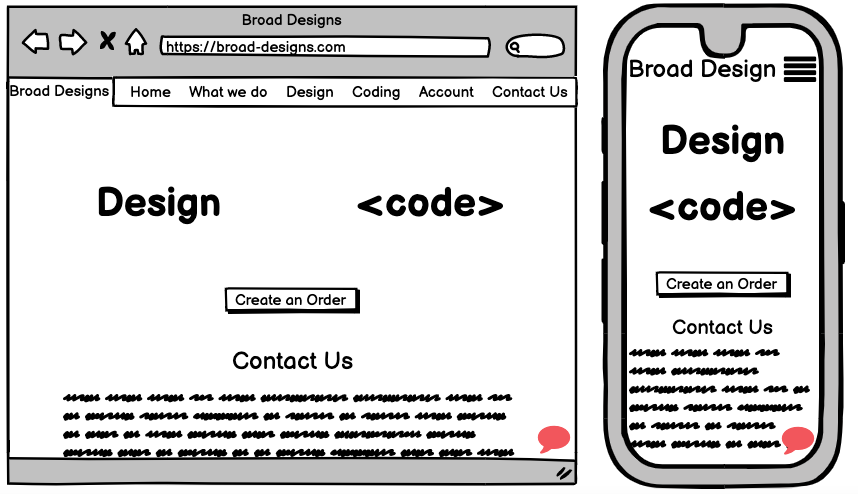 Broad Designs
https://broad-designs.com
Broad Designs Home What we do Design Coding Account Contact Us
Design <code>
Create an Order
Contact Us
Broad Design
Design
<code>
Create an Order
Contact Us